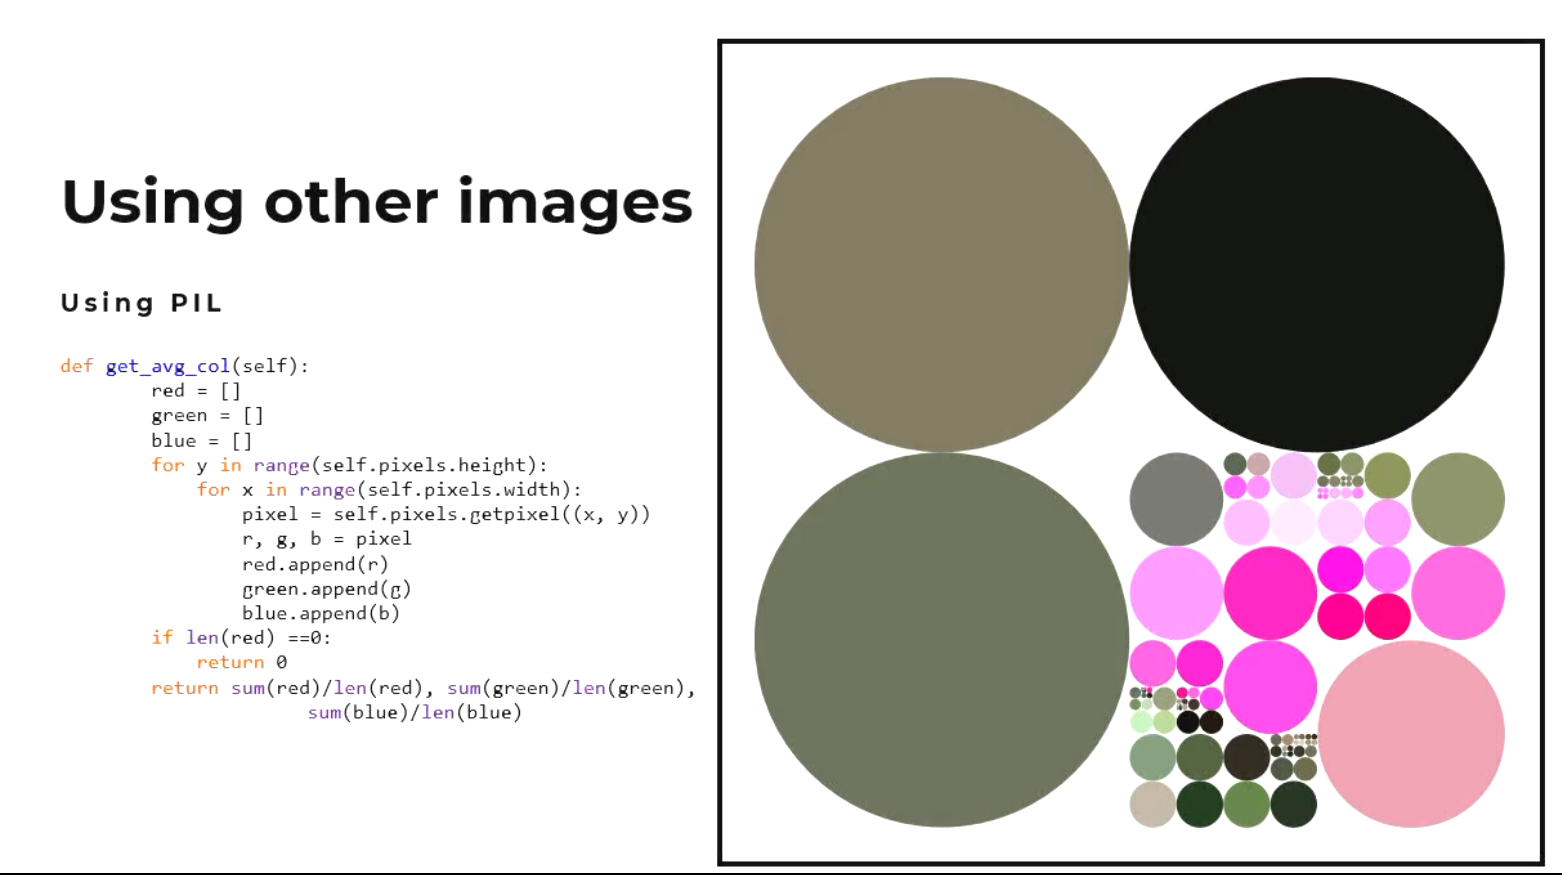 Using other images
Using PIL
def get_avg_col(self):
        red = []
        green = []
        blue = []
        for y in range(self.pixels.height):
            for x in range(self.pixels.width):
                pixel = self.pixels.getpixel((x, y))
                r, g, b = pixel
                red.append(r)
                green.append(g)
                blue.append(b)
        if len(red) ==0:
            return 0
        return sum(red)/len(red), sum(green)/len(green),
                      sum(blue)/len(blue)